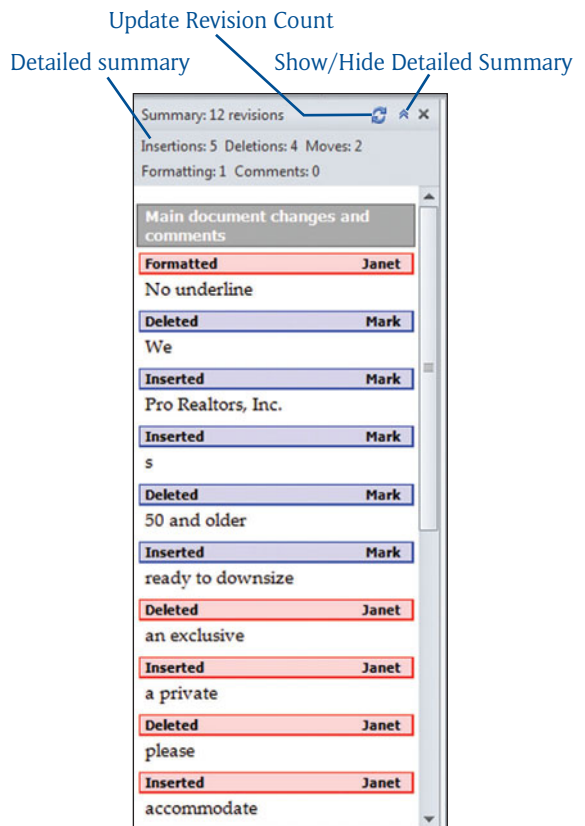 Update Revision Count
Detailed summary
Show/Hide Detailed Summary
Summary: 12 revisions
Insertions: 5 Deletions: 4 Moves: 2
Formatting: 1 Comments: 0
Main document changes and
comments
Formatted Janet
No underline
Deleted Mark
We
Inserted Mark
Pro Realtors, Inc.
Inserted Mark
s
Deleted Mark
50 and older
Inserted Mark
ready to downsize
Deleted Janet
an exclusive
Inserted Janet
a private
Deleted Janet
please
Inserted Janet
accommodate